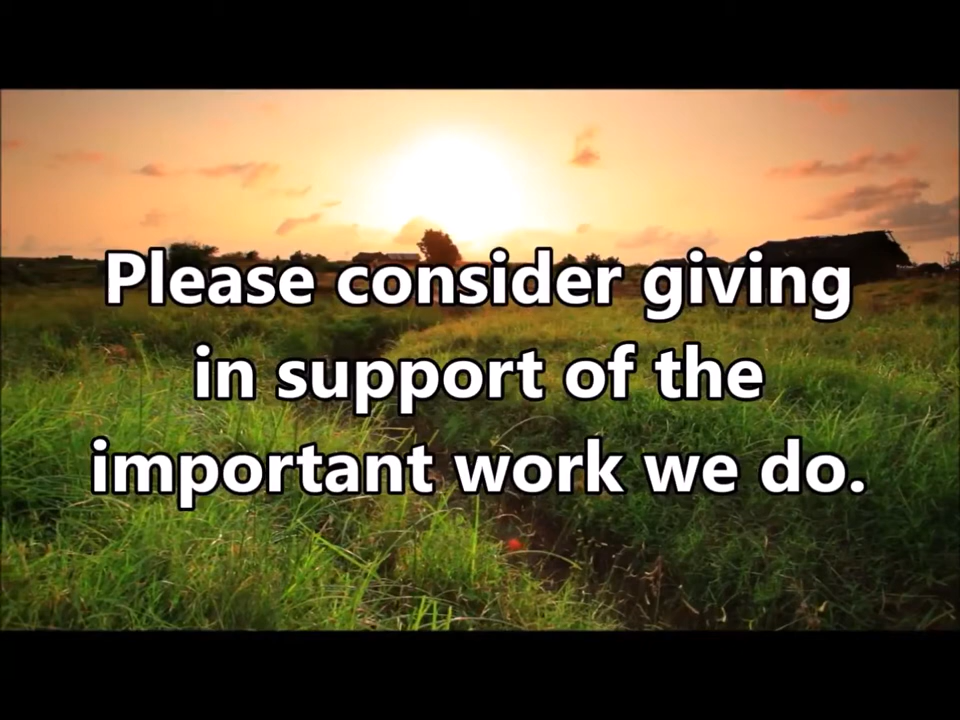 Please consider giving
in support of the
important work we do.